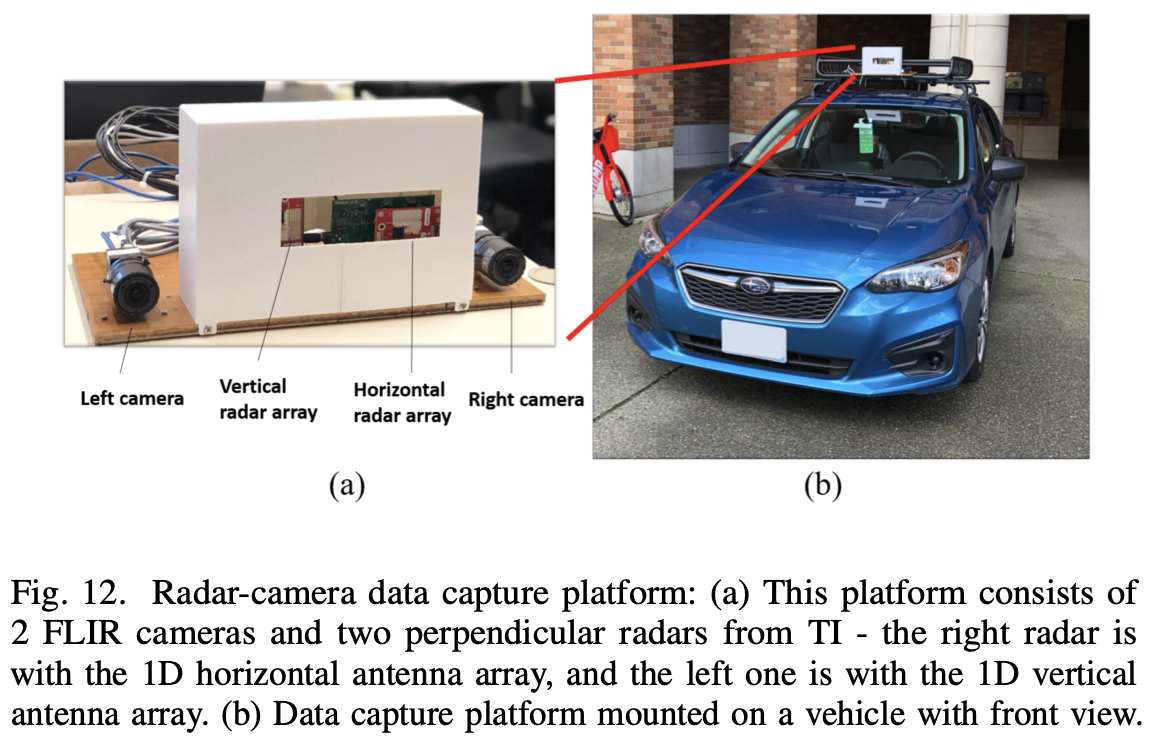 Left camera
Vertical
radar array
Horizontal
radar array
Right camera
(a)
(b)
Fig. 12. Radar-camera data capture platform: (a) This platform consists of
2 FLIR cameras and two perpendicular radars from TI - the right radar is
with the 1D horizontal antenna array, and the left one is with the 1D vertical
antenna array. (b) Data capture platform mounted on a vehicle with front view.